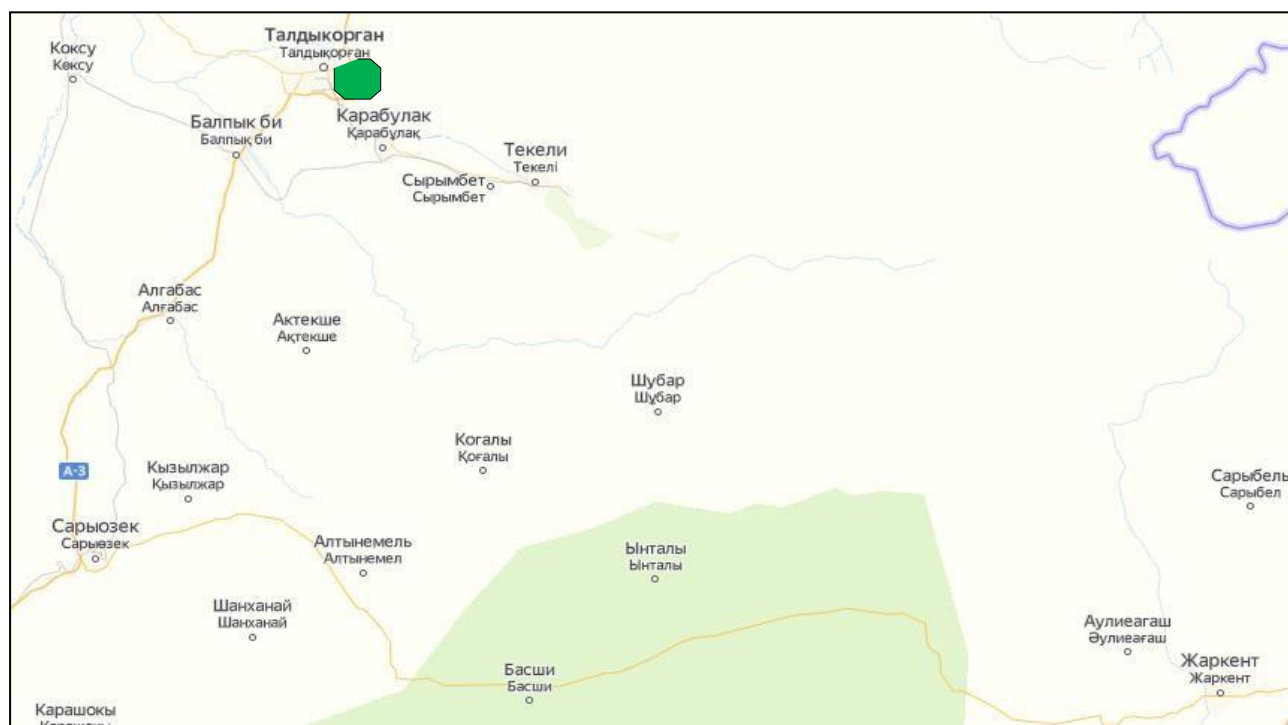 Талдыкорган
Талдықорған
Коксу
Көксу
Балпык би
Балпық би
Карабулак
Қарабұлақ
Текели
Текелі
Сырымбет
Сырымбет
Алгабас
Алғабас
Актекше
Ақтекше
Шубар
Шұбар
Когалы
Қоғалы
А-3
Кызылжар
Қызылжар
Сарыбель
Сарыбел
Сарыозек
Сарыөзек
Алтынемель
Алтынемел
Ынталы
Ынталы
Шанханай
Шанханай
Аулиеагаш
Әулиеағаш
Басши
Басши
Жаркент
Жаркент
Карашокы